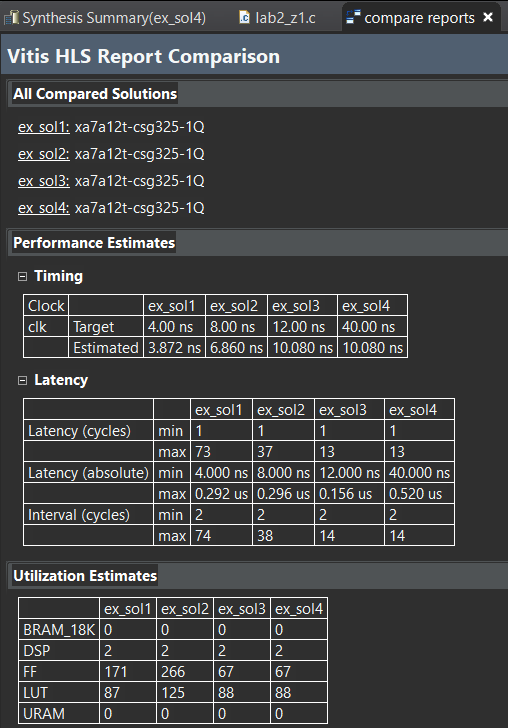 Synthesis Summary(ex_sol4) lab2_z1.c compare reports
Vitis HLS Report Comparison
All Compared Solutions
ex_sol1: xa7a12t-csg325-1Q
ex_sol2: xa7a12t-csg325-1Q
ex_sol3: xa7a12t-csg325-1Q
ex_sol4: xa7a12t-csg325-1Q
Performance Estimates
Timing
Clock ex_sol1 ex_sol2 ex_sol3 ex_sol4
clk Target 4.00 ns 8.00 ns 12.00 ns 40.00 ns
Estimated 3.872 ns 6.860 ns 10.080 ns 10.080 ns
Latency
ex_sol1 ex_sol2 ex_sol3 ex_sol4
Latency (cycles) min 1 1 1 1
max 73 37 13 13
Latency (absolute) min 4.000 ns 8.000 ns 12.000 ns 40.000 ns
max 0.292 us 0.296 us 0.156 us 0.520 us
Interval (cycles) min 2 2 2 2
max 74 38 14 14
Utilization Estimates
ex_sol1 ex_sol2 ex_sol3 ex_sol4
BRAM_18K 0 0 0 0
DSP 2 2 2 2
FF 171 266 67 67
LUT 87 125 88 88
URAM 0 0 0 0